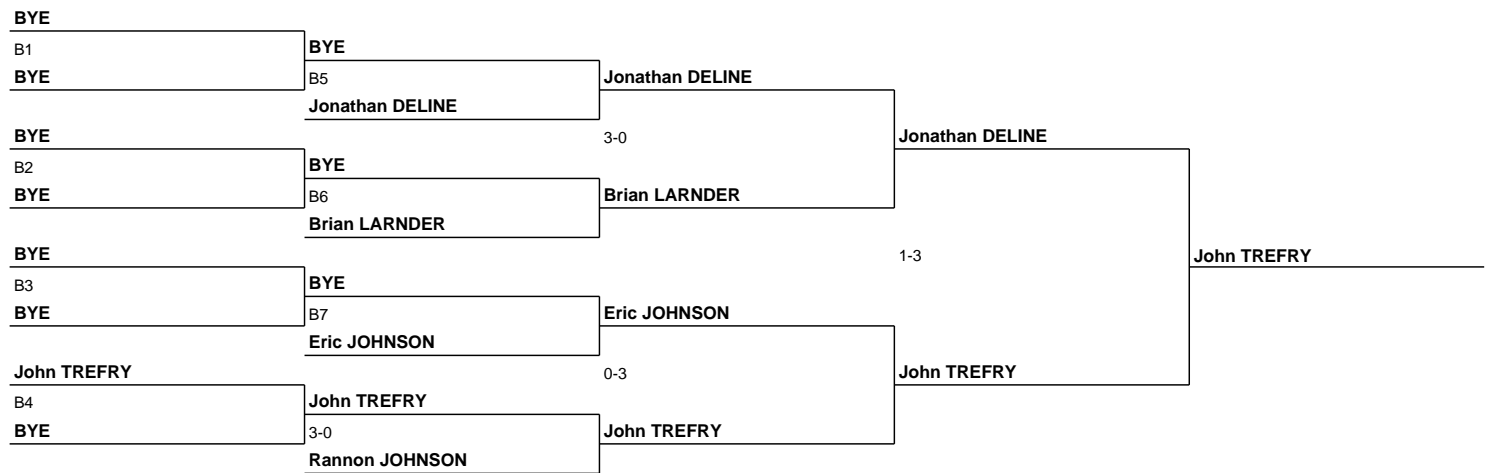 BYE
B1
BYE
BYE
B5
Jonathan DELINE
Jonathan DELINE
BYE
3-0
Jonathan DELINE
B2
BYE
BYE
B6
Brian LARNDER
Brian LARNDER
BYE
1-3
John TREFRY
B3
BYE
BYE
B7
Eric JOHNSON
Eric JOHNSON
John TREFRY
0-3
John TREFRY
B4
John TREFRY
BYE
3-0
John TREFRY
Rannon JOHNSON